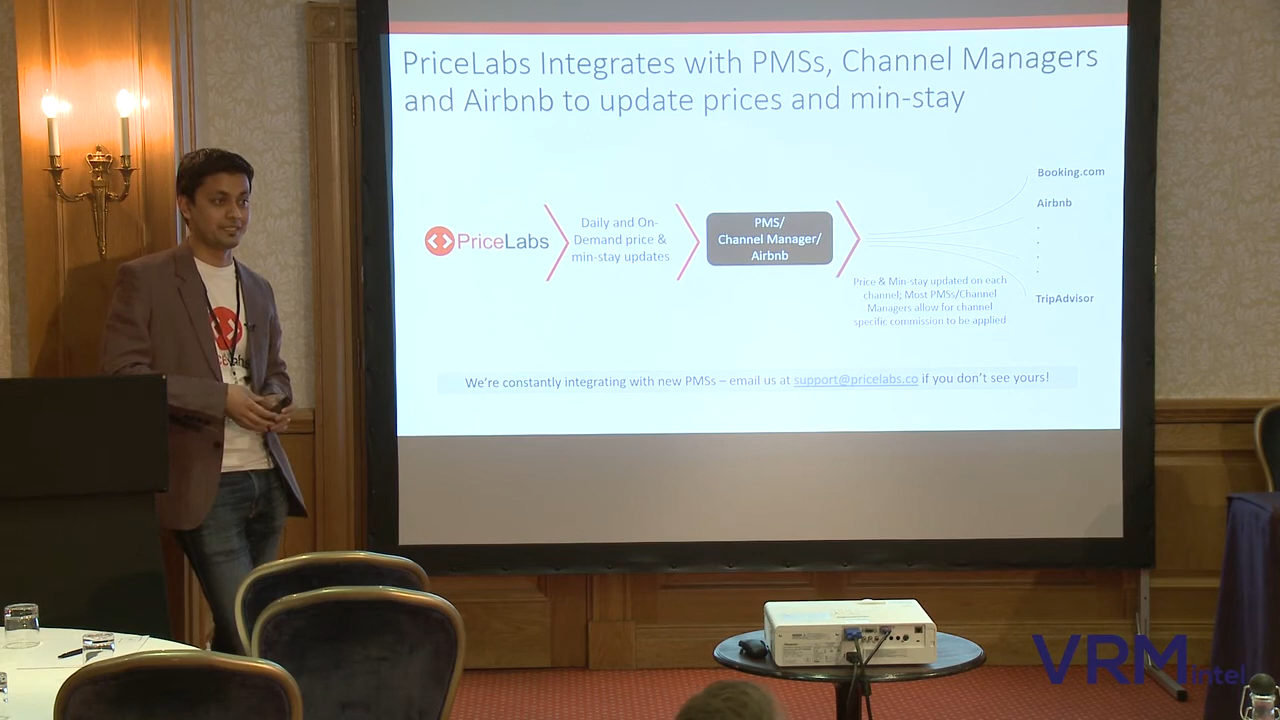 PriceLabs Integrates with PMSs, Channel Managers
and Airbnb to update prices and min-stay
PriceLabs
Daily and On-
Demand price &
min-stay updates
PMS/
Channel Manager/
Airbnb
Booking.com
Airbnb
.
.
.
.
TripAdvisor
Price & Min-stay updated on each
channel; Most PMSs/Channel
Managers allow for channel
specific commission to be applied
We're constantly integrating with new PMSs – email us at support@pricelabs.co if you don't see yours!
VRMintel